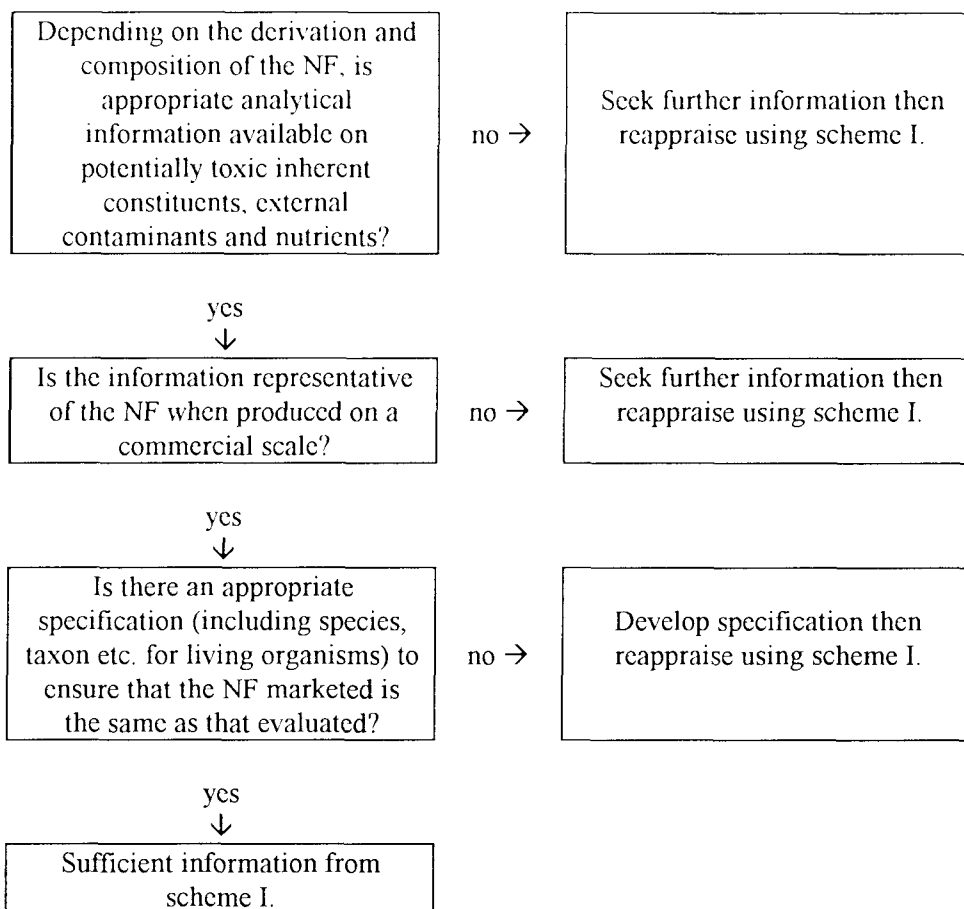 Depending on the derivation and
composition of the NF, is
appropriate analytical
information available on
potentially toxic inherent
constituents, external
contaminants and nutrients?
no →
Seek further information then
reappraise using scheme I.
yes
↓
Is the information representative
of the NF when produced on a
commercial scale?
no →
Seek further information then
reappraise using scheme I.
yes
↓
Is there an appropriate
specification (including species,
taxon etc. for living organisms) to
ensure that the NF marketed is
the same as that evaluated?
no →
Develop specification then
reappraise using scheme I.
yes
↓
Sufficient information from
scheme I.